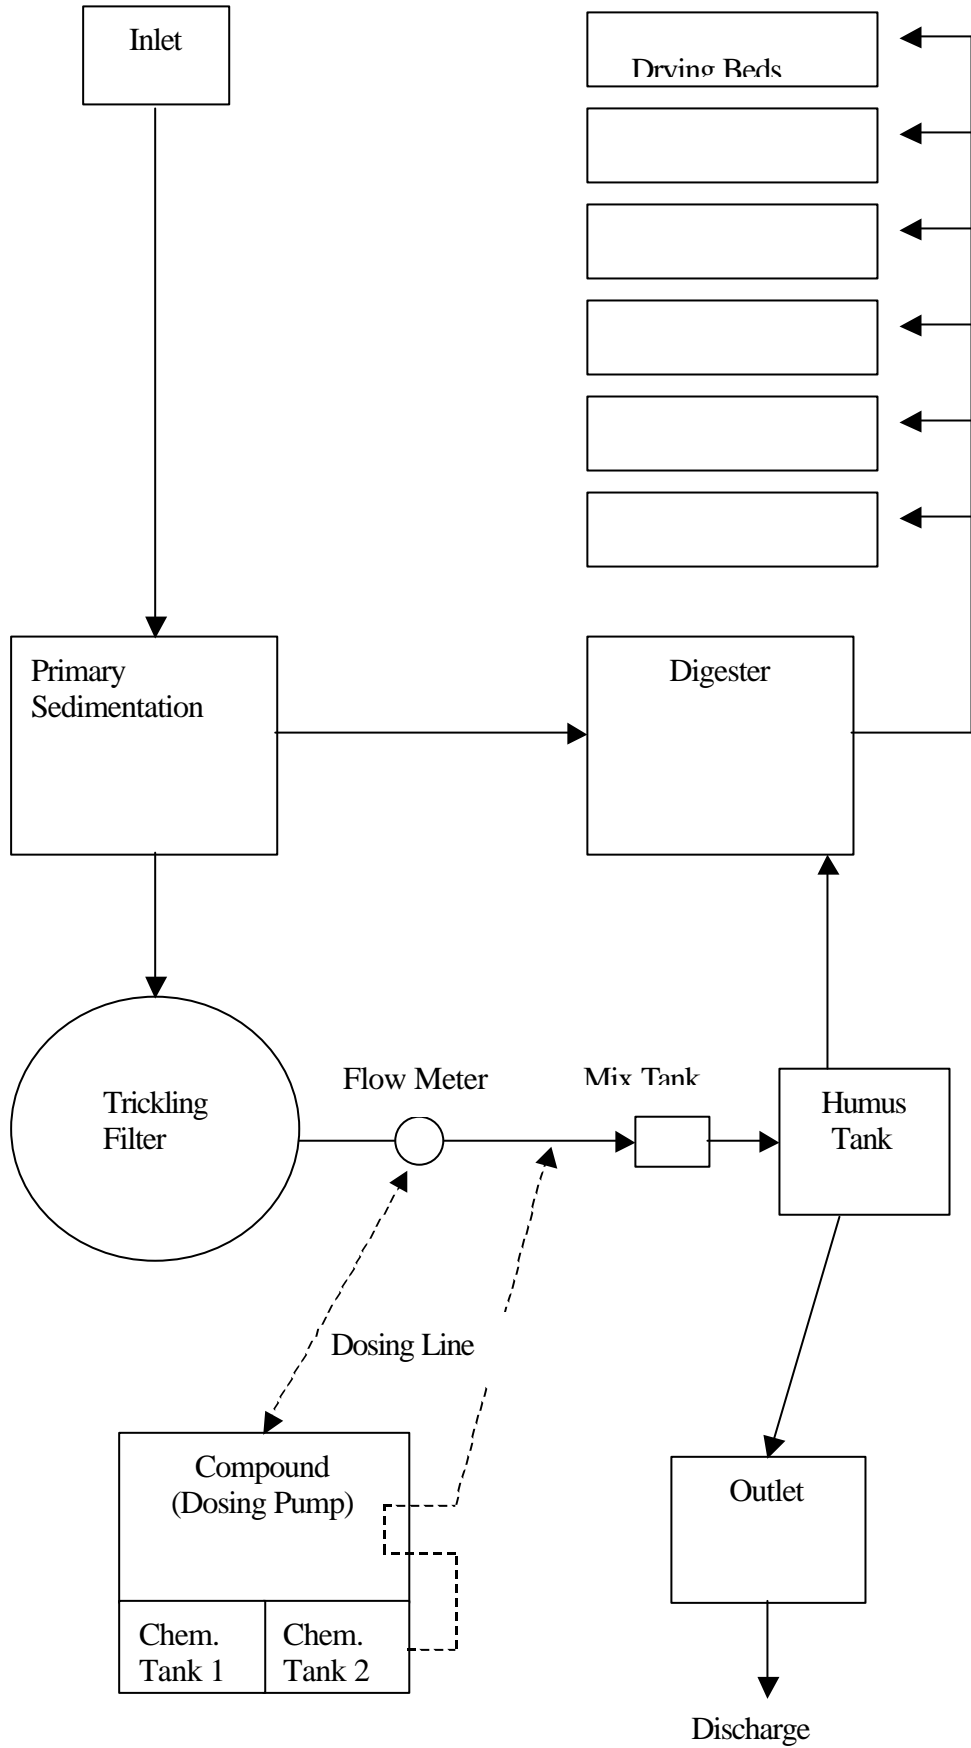 Inlet
Drying Beds
Primary
Sedimentation
Digester
Trickling
Filter
Flow Meter
Mix Tank
Humus
Tank
Dosing Line
Compound
(Dosing Pump)
Chem.
Tank 1
Chem.
Tank 2
Outlet
Discharge